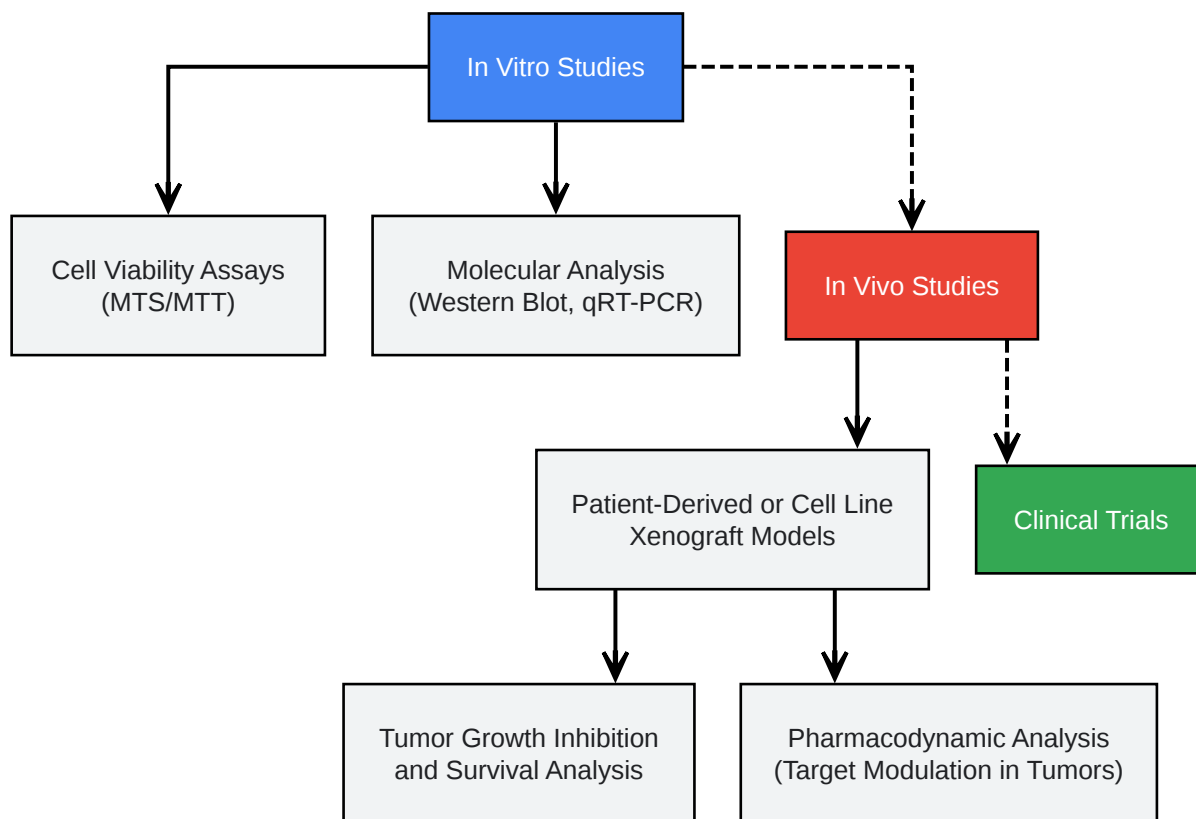 In Vitro Studies
Cell Viability Assays
(MTS/MTT)
Molecular Analysis
(Western Blot, qRT-PCR)
In Vivo Studies
Patient-Derived or Cell Line
Xenograft Models
Clinical Trials
Tumor Growth Inhibition
and Survival Analysis
Pharmacodynamic Analysis
(Target Modulation in Tumors)